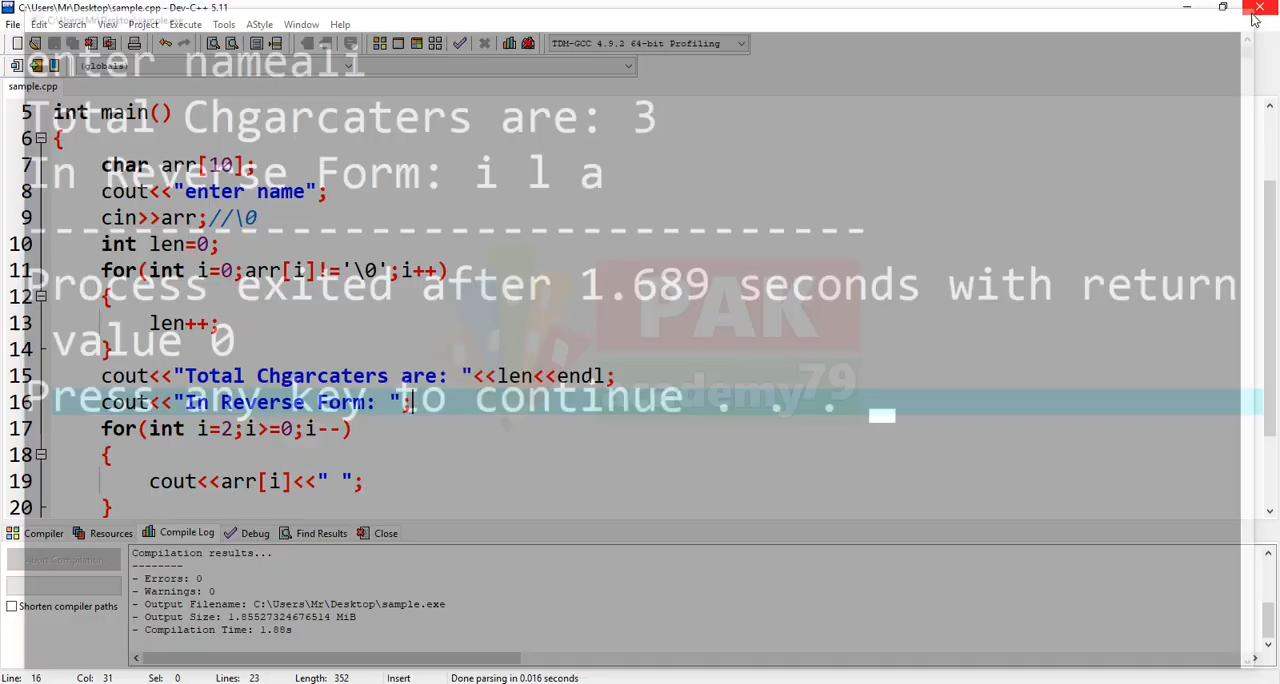 C:\Users\Mr\Desktop\sample.cpp - Dev-C++ 5.11
File Edit Search View Project Execute Tools AStyle Window Help
TDM-GCC 4.9.2 64-bit Profiling
(globals)
sample.cpp
enter nameali
Total Chgarcaters are: 3
In Reverse Form: i l a
--------------------------------
Process exited after 1.689 seconds with return
value 0
Press any key to continue . . .
5 int main()
6 {
7 char arr[10];
8 cout<<"enter name";
9 cin>>arr;//\0
10 int len=0;
11 for(int i=0;arr[i]!='\0';i++)
12 {
13 len++;
14 }
15 cout<<"Total Chgarcaters are: "<<len<<endl;
16 cout<<"In Reverse Form: ";
17 for(int i=2;i>=0;i--)
18 {
19 cout<<arr[i]<<" ";
20 }
PAK
cademy79
Compiler Resources Compile Log Debug Find Results Close
Abort Compilation
Shorten compiler paths
Compilation results...
--------
- Errors: 0
- Warnings: 0
- Output Filename: C:\Users\Mr\Desktop\sample.exe
- Output Size: 1.85527324676514 MiB
- Compilation Time: 1.88s
Line: 16 Col: 31 Sel: 0 Lines: 23 Length: 352 Insert Done parsing in 0.016 seconds